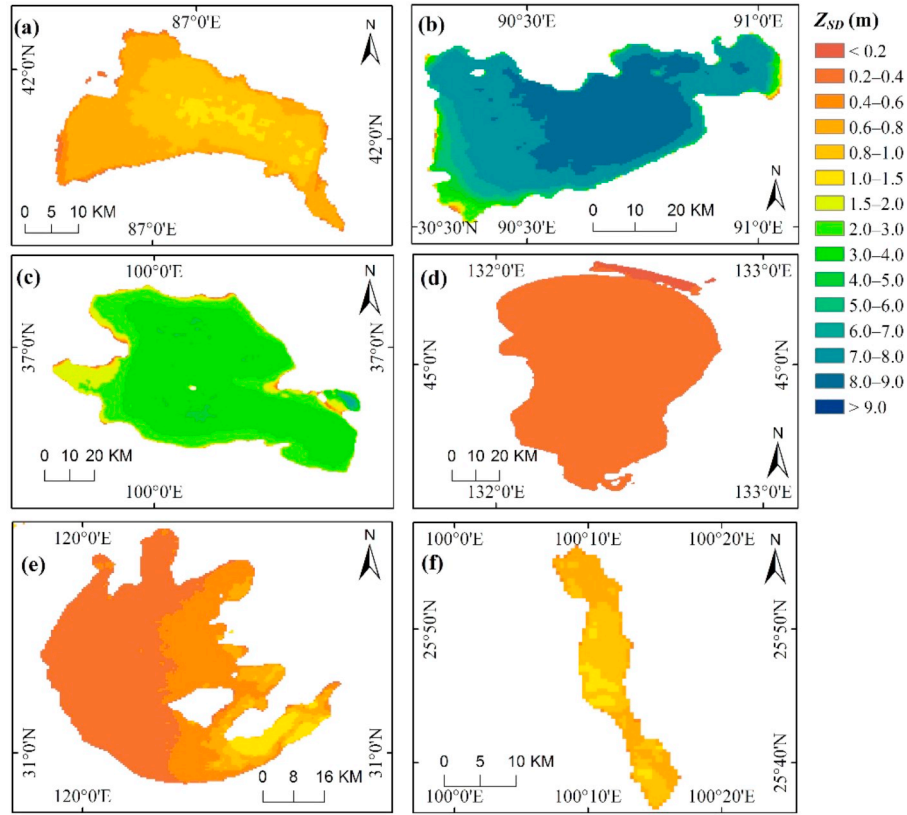 (a)
87°0'E
N
42°0'N
42°0'N
0 5 10 KM
87°0'E
(b)
90°30'E
91°0'E
N
0 10 20 KM
30°30'N
90°30'E
91°0'E
Z_SD (m)
< 0.2
0.2–0.4
0.4–0.6
0.6–0.8
0.8–1.0
1.0–1.5
1.5–2.0
2.0–3.0
3.0–4.0
4.0–5.0
5.0–6.0
6.0–7.0
7.0–8.0
8.0–9.0
> 9.0
(c)
100°0'E
N
37°0'N
37°0'N
0 10 20 KM
100°0'E
(d)
132°0'E
133°0'E
45°0'N
45°0'N
N
0 10 20 KM
132°0'E
133°0'E
(e)
120°0'E
N
31°0'N
31°0'N
0 8 16 KM
120°0'E
(f)
100°0'E
100°10'E
100°20'E
N
25°50'N
25°50'N
25°40'N
0 5 10 KM
100°0'E
100°10'E
100°20'E